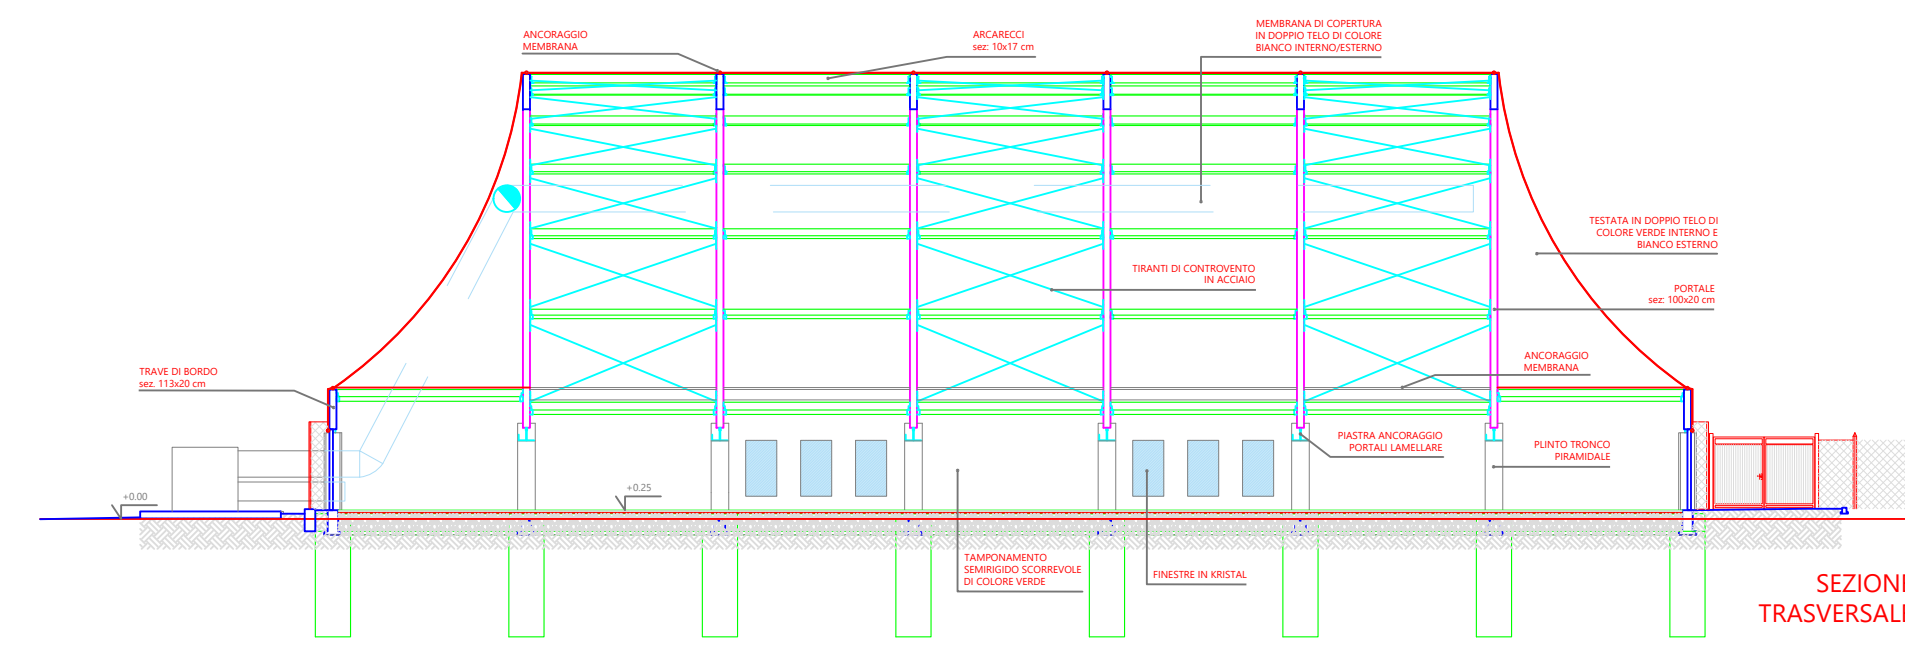 ANCORAGGIO
MEMBRANA
ARCARECCI
sez: 10x17 cm
MEMBRANA DI COPERTURA
IN DOPPIO TELO DI COLORE
BIANCO INTERNO/ESTERNO
TESTATA IN DOPPIO TELO DI
COLORE VERDE INTERNO E
BIANCO ESTERNO
TIRANTI DI CONTROVENTO
IN ACCIAIO
PORTALE
sez: 100x20 cm
ANCORAGGIO
MEMBRANA
TRAVE DI BORDO
sez. 113x20 cm
PIASTRA ANCORAGGIO
PORTALI LAMELLARE
PLINTO TRONCO
PIRAMIDALE
+0.00
+0.25
TAMPONAMENTO
SEMIRIGIDO SCORREVOLE
DI COLORE VERDE
FINESTRE IN KRISTAL
SEZIONE
TRASVERSALE